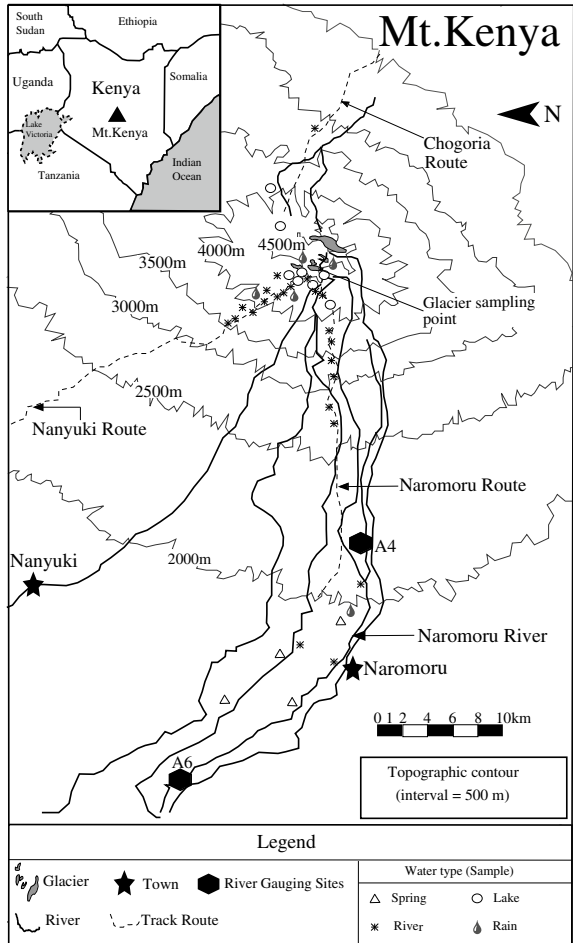 Mt.Kenya
South
Sudan
Ethiopia
Uganda
Kenya
Somalia
Lake
Victoria
Mt.Kenya
Tanzania
Indian
Ocean
N
Chogoria
Route
4500m
4000m
3500m
3000m
Glacier sampling
point
2500m
Nanyuki Route
Naromoru Route
A4
Nanyuki
2000m
Naromoru River
Naromoru
0 1 2 4 6 8 10km
A6
Topographic contour
(interval = 500 m)
Legend
Glacier
Town
River Gauging Sites
River
Track Route
Water type (Sample)
Spring
Lake
River
Rain